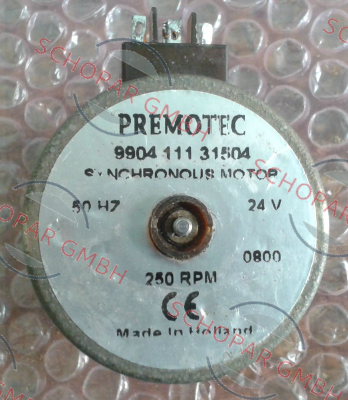 PREMOTEC
9904 111 31504
SYNCHRONOUS MOTOR
50 HZ 24 V
0800
250 RPM
CE
Made In Holland
SCHOPAR GMBH
SCHOPAR GMBH
SCHOPAR GMBH